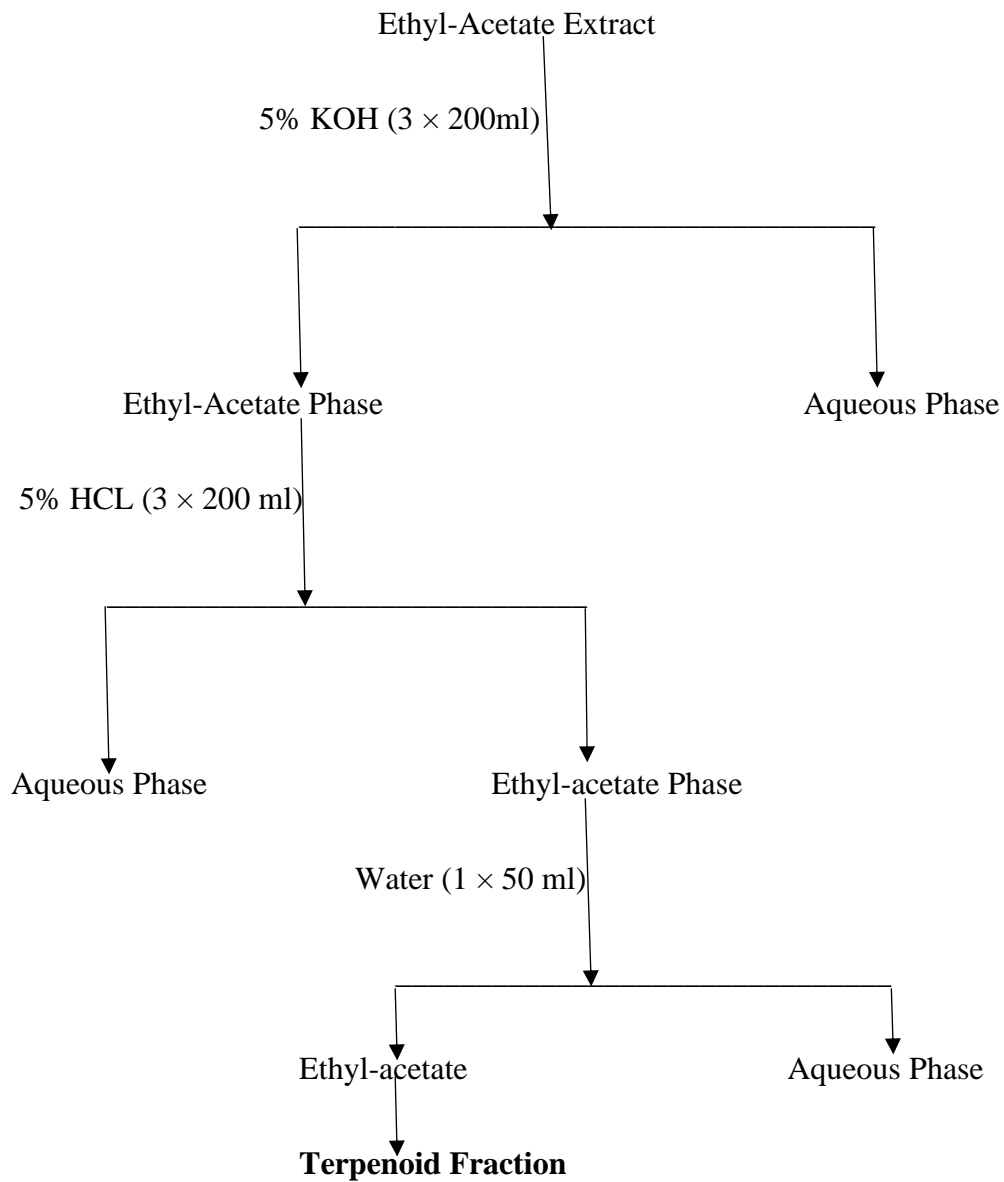 Ethyl-Acetate Extract
5% KOH (3 × 200ml)
Ethyl-Acetate Phase
Aqueous Phase
5% HCL (3 × 200 ml)
Aqueous Phase
Ethyl-acetate Phase
Water (1 × 50 ml)
Ethyl-acetate
Aqueous Phase
Terpenoid Fraction